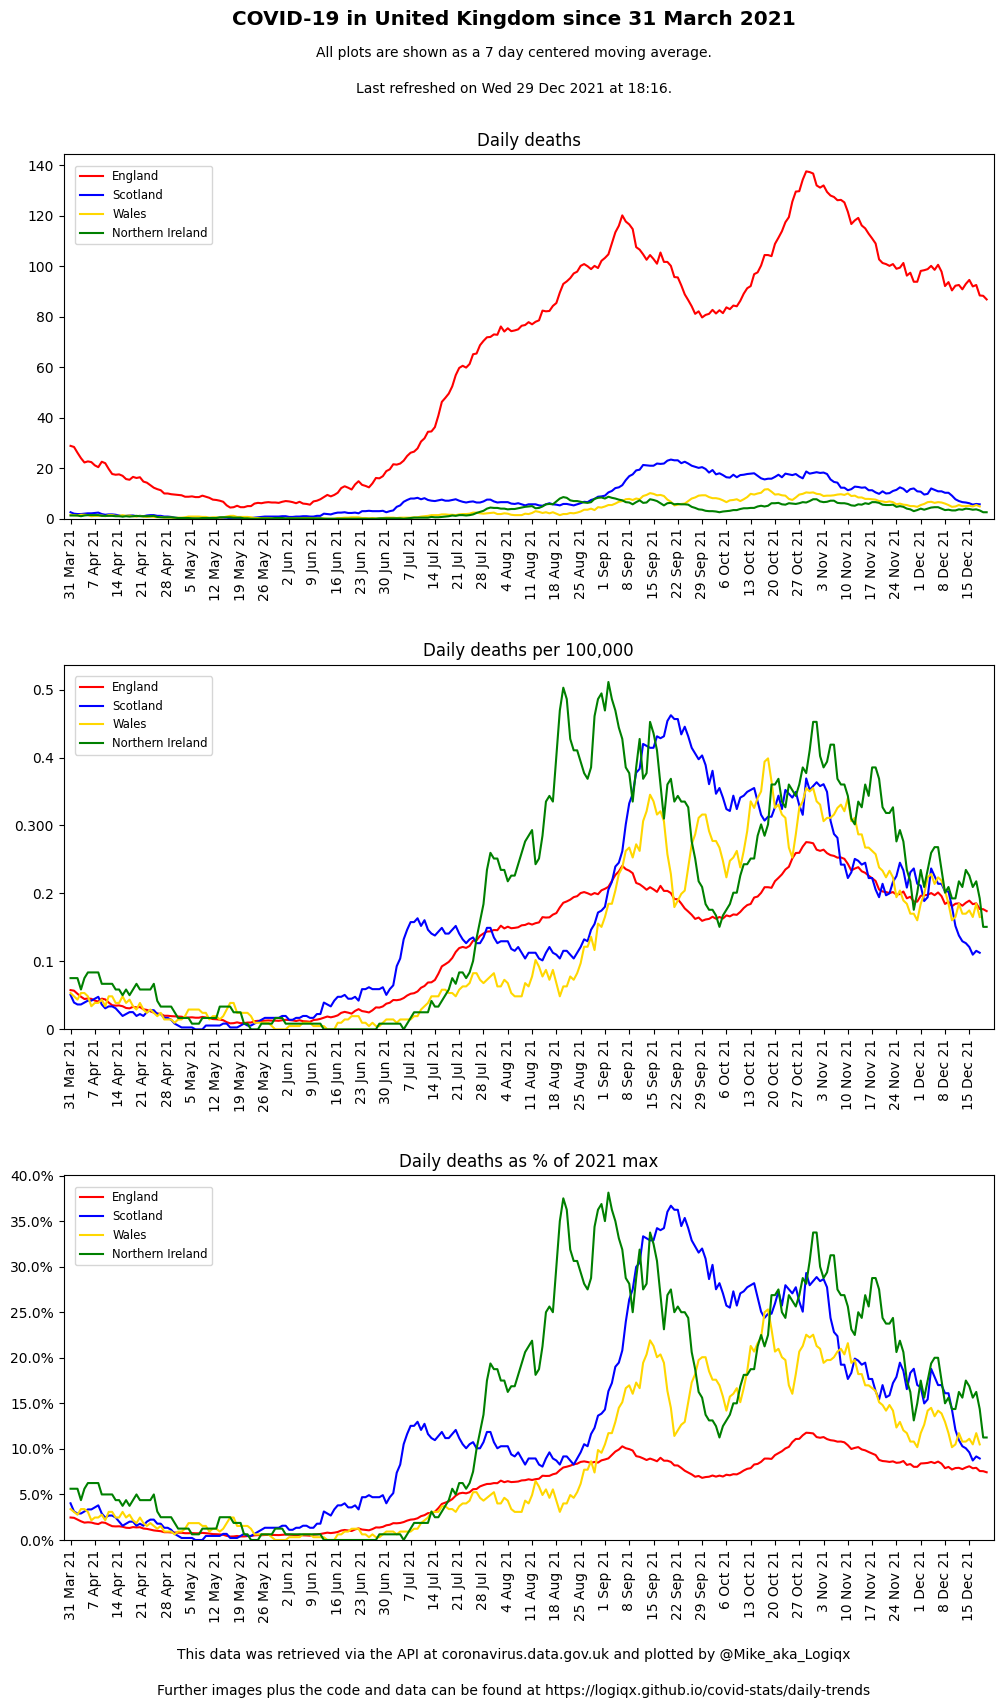 COVID-19 in United Kingdom since 31 March 2021
All plots are shown as a 7 day centered moving average.
Last refreshed on Wed 29 Dec 2021 at 18:16.
Daily deaths
140
120
100
80
60
40
20
0
England
Scotland
Wales
Northern Ireland
31 Mar 21
7 Apr 21
14 Apr 21
21 Apr 21
28 Apr 21
5 May 21
12 May 21
19 May 21
26 May 21
2 Jun 21
9 Jun 21
16 Jun 21
23 Jun 21
30 Jun 21
7 Jul 21
14 Jul 21
21 Jul 21
28 Jul 21
4 Aug 21
11 Aug 21
18 Aug 21
25 Aug 21
1 Sep 21
8 Sep 21
15 Sep 21
22 Sep 21
29 Sep 21
6 Oct 21
13 Oct 21
20 Oct 21
27 Oct 21
3 Nov 21
10 Nov 21
17 Nov 21
24 Nov 21
1 Dec 21
8 Dec 21
15 Dec 21
Daily deaths per 100,000
0.5
0.4
0.300
0.2
0.1
0
England
Scotland
Wales
Northern Ireland
31 Mar 21
7 Apr 21
14 Apr 21
21 Apr 21
28 Apr 21
5 May 21
12 May 21
19 May 21
26 May 21
2 Jun 21
9 Jun 21
16 Jun 21
23 Jun 21
30 Jun 21
7 Jul 21
14 Jul 21
21 Jul 21
28 Jul 21
4 Aug 21
11 Aug 21
18 Aug 21
25 Aug 21
1 Sep 21
8 Sep 21
15 Sep 21
22 Sep 21
29 Sep 21
6 Oct 21
13 Oct 21
20 Oct 21
27 Oct 21
3 Nov 21
10 Nov 21
17 Nov 21
24 Nov 21
1 Dec 21
8 Dec 21
15 Dec 21
Daily deaths as % of 2021 max
40.0%
35.0%
30.0%
25.0%
20.0%
15.0%
10.0%
5.0%
0.0%
England
Scotland
Wales
Northern Ireland
31 Mar 21
7 Apr 21
14 Apr 21
21 Apr 21
28 Apr 21
5 May 21
12 May 21
19 May 21
26 May 21
2 Jun 21
9 Jun 21
16 Jun 21
23 Jun 21
30 Jun 21
7 Jul 21
14 Jul 21
21 Jul 21
28 Jul 21
4 Aug 21
11 Aug 21
18 Aug 21
25 Aug 21
1 Sep 21
8 Sep 21
15 Sep 21
22 Sep 21
29 Sep 21
6 Oct 21
13 Oct 21
20 Oct 21
27 Oct 21
3 Nov 21
10 Nov 21
17 Nov 21
24 Nov 21
1 Dec 21
8 Dec 21
15 Dec 21
This data was retrieved via the API at coronavirus.data.gov.uk and plotted by @Mike_aka_Logiqx
Further images plus the code and data can be found at https://logiqx.github.io/covid-stats/daily-trends